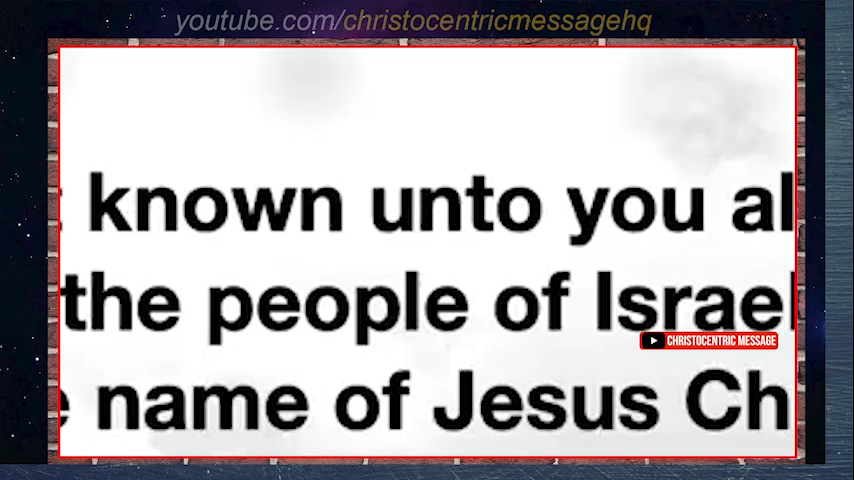 youtube.com/christocentricmessagehq
known unto you al
the people of Israel
CHRISTOCENTRIC MESSAGE
name of Jesus Ch